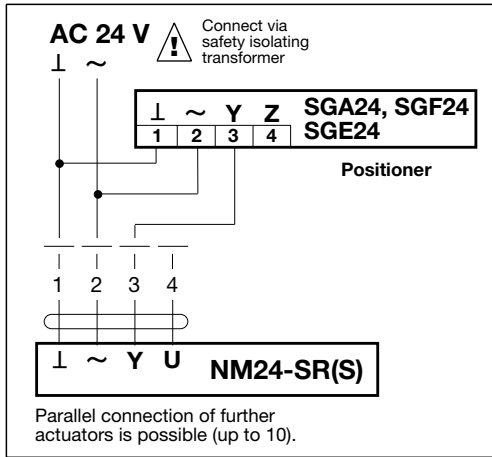 AC 24 V
⊥ ~
! Connect via
safety isolating
transformer
⊥ ~ Y Z
1 2 3 4
SGA24, SGF24
SGE24
Positioner
1 2 3 4
⊥ ~ Y U
NM24-SR(S)
Parallel connection of further
actuators is possible (up to 10).